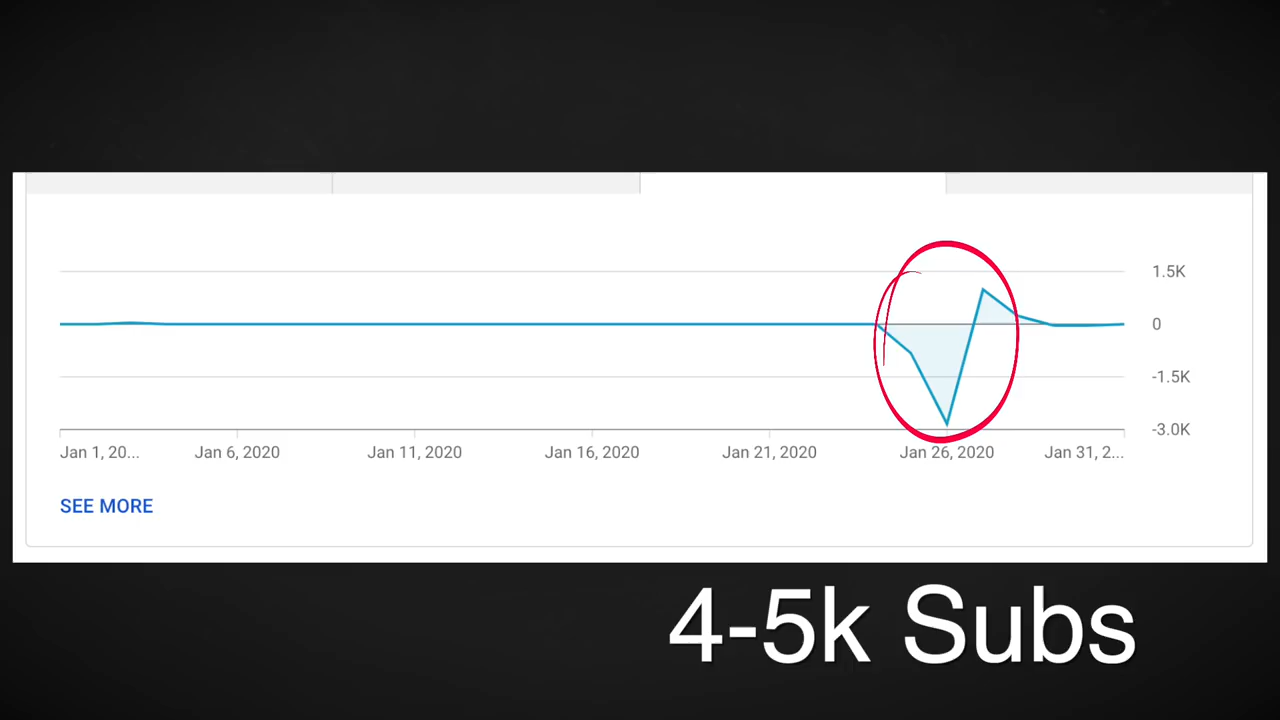 1.5K
0
-1.5K
-3.0K
Jan 1, 20... Jan 6, 2020 Jan 11, 2020 Jan 16, 2020 Jan 21, 2020 Jan 26, 2020 Jan 31, 2...
SEE MORE
4-5k Subs